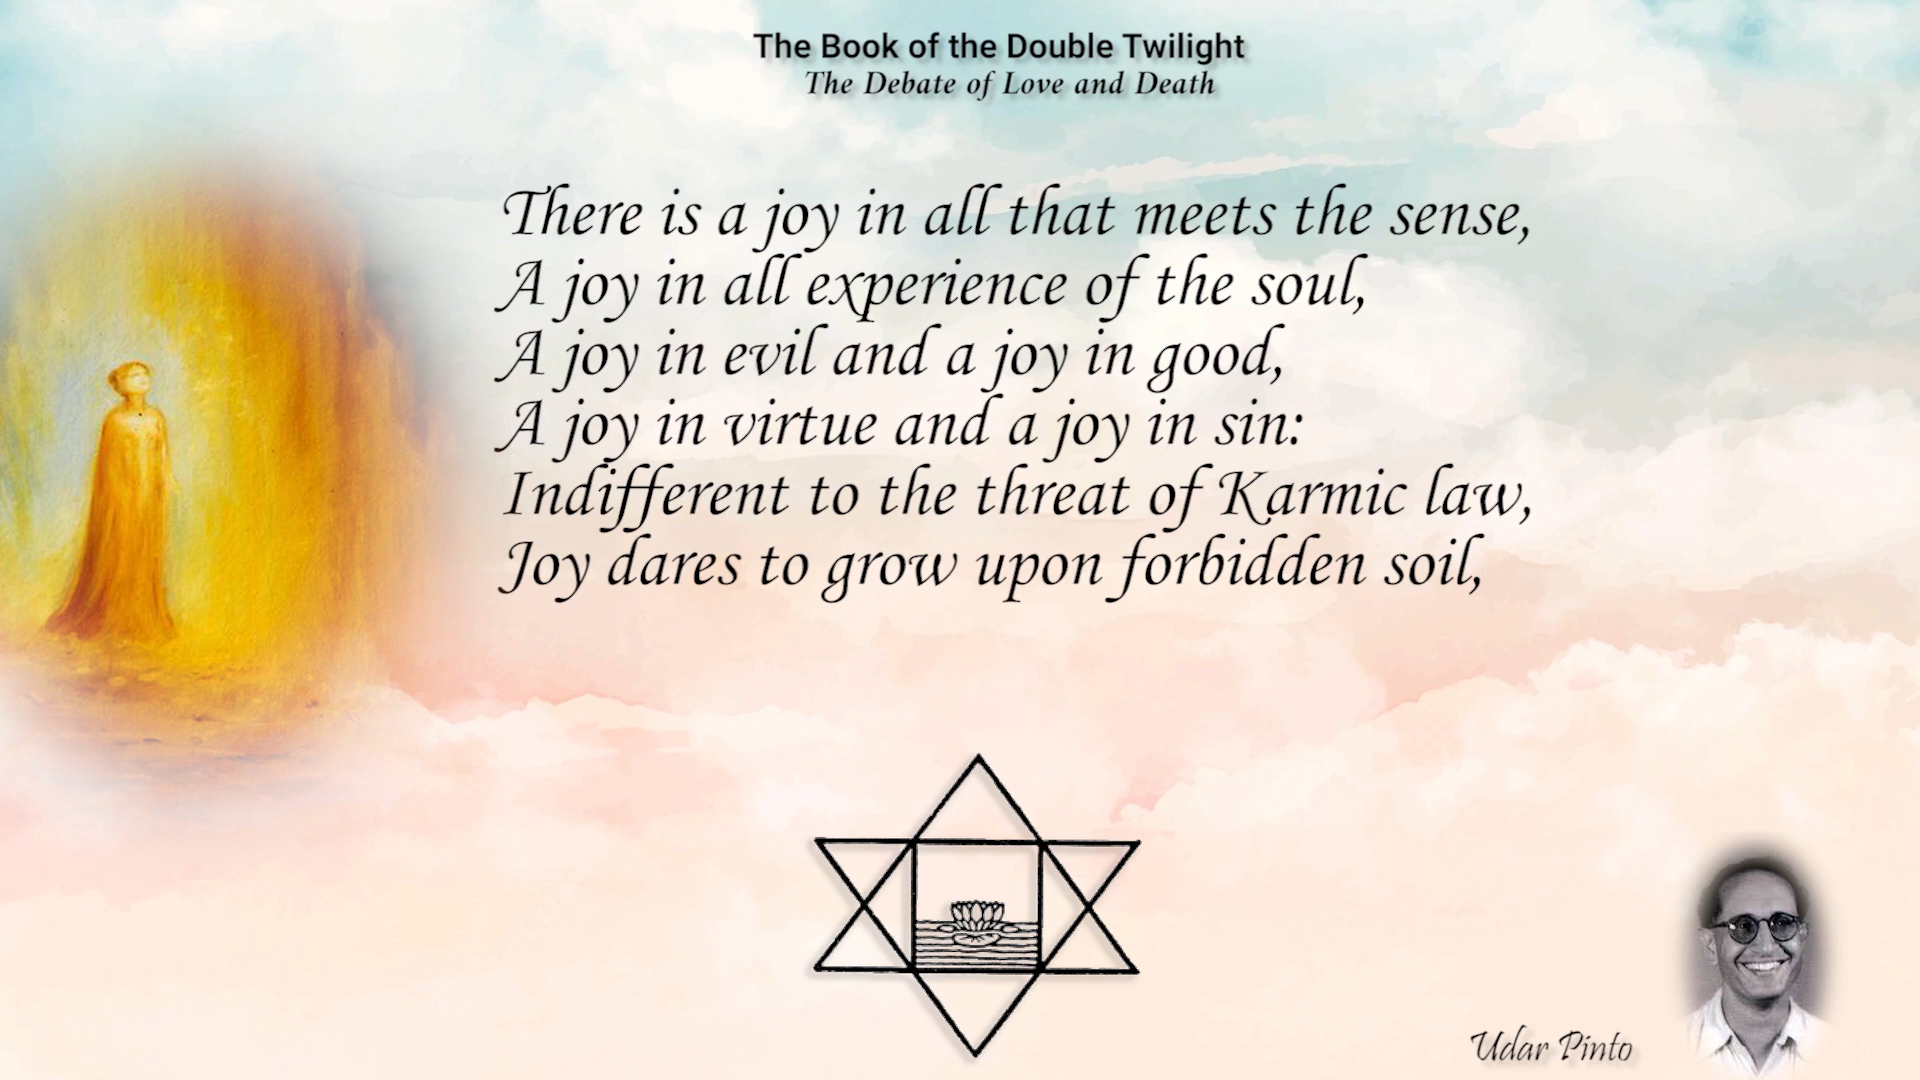 The Book of the Double Twilight
The Debate of Love and Death
There is a joy in all that meets the sense,
A joy in all experience of the soul,
A joy in evil and a joy in good,
A joy in virtue and a joy in sin:
Indifferent to the threat of Karmic law,
Joy dares to grow upon forbidden soil,
Udar Pinto